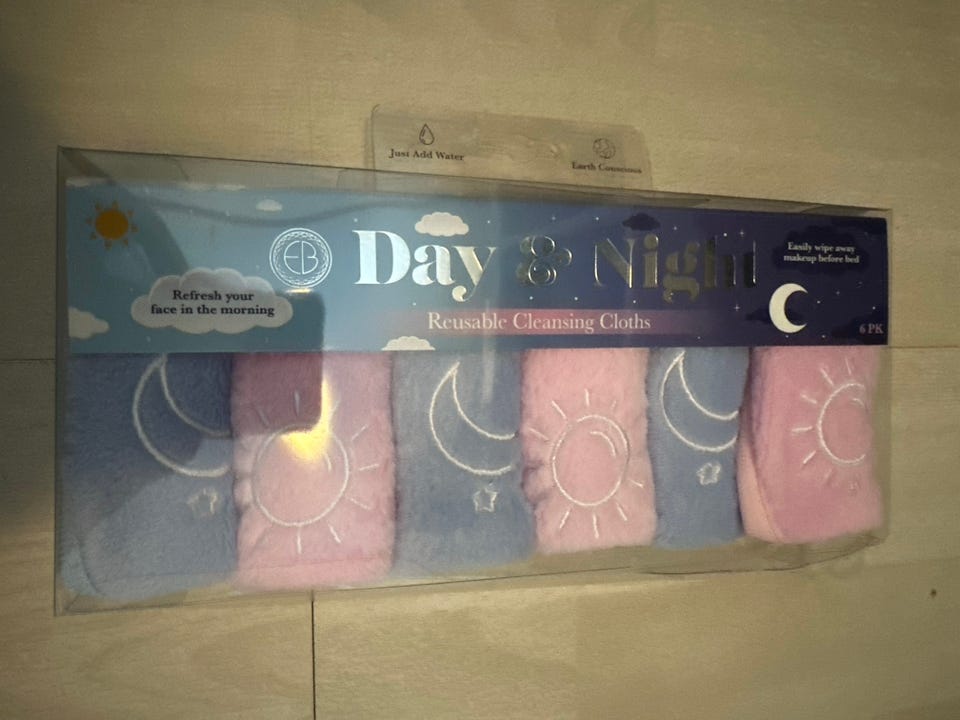 Just Add Water
Earth Conscious
EB
Day & Night
Reusable Cleansing Cloths
Refresh your
face in the morning
Easily wipe away
makeup before bed
6 PK